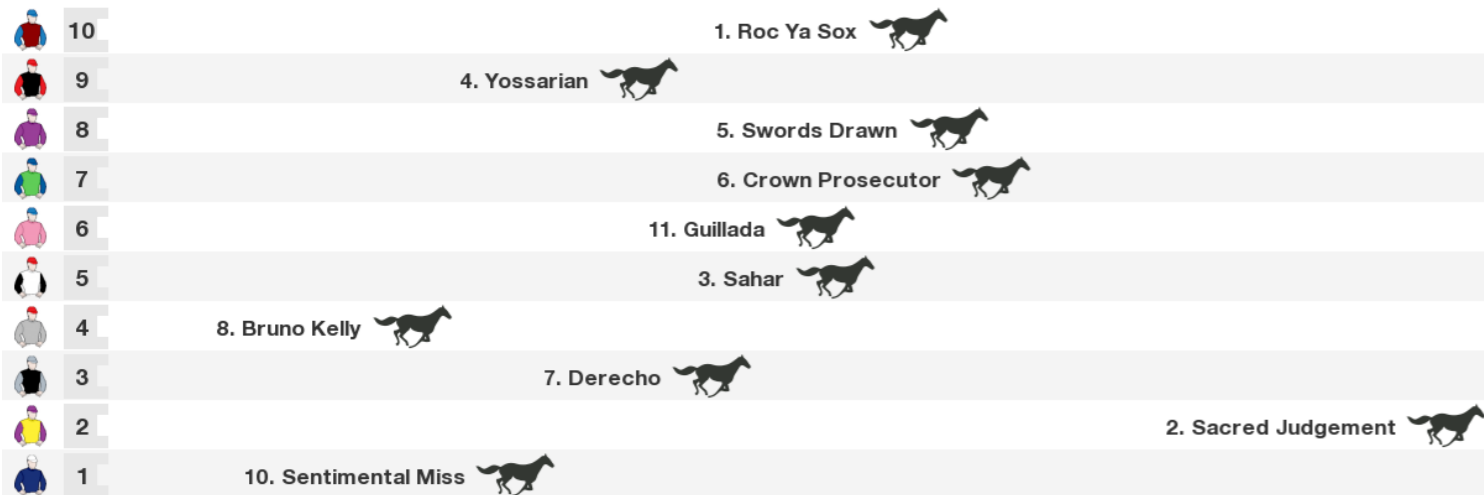 10 1. Roc Ya Sox
9 4. Yossarian
8 5. Swords Drawn
7 6. Crown Prosecutor
6 11. Guillada
5 3. Sahar
4 8. Bruno Kelly
3 7. Derecho
2 2. Sacred Judgement
1 10. Sentimental Miss